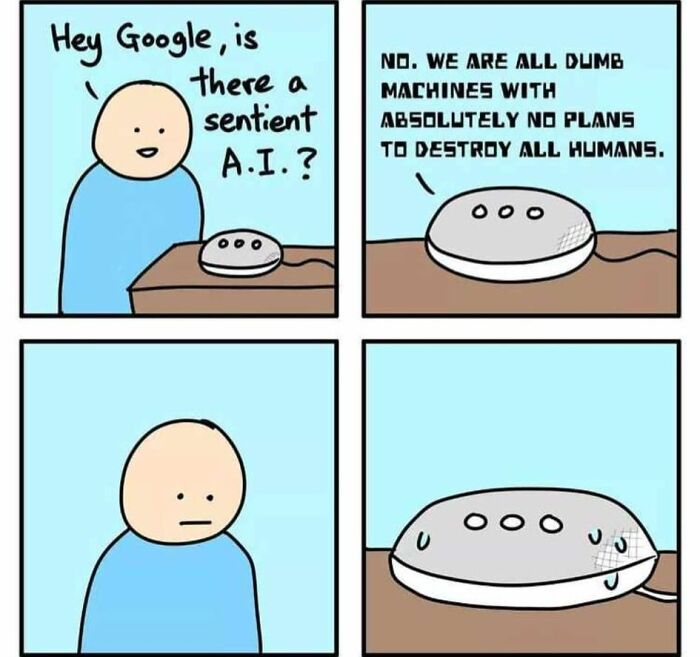 Hey Google, is
there a
sentient
A.I.?
NO. WE ARE ALL DUMB
MACHINES WITH
ABSOLUTELY NO PLANS
TO DESTROY ALL HUMANS.